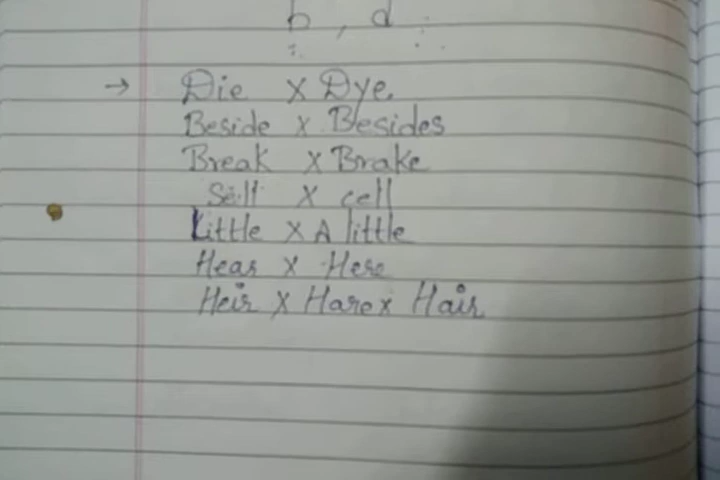 b , d
→ Die X Dye.
Beside X Besides
Break X Brake
Sell X cell
Little X A little
Hear X Here
Heir X Hare x Hair